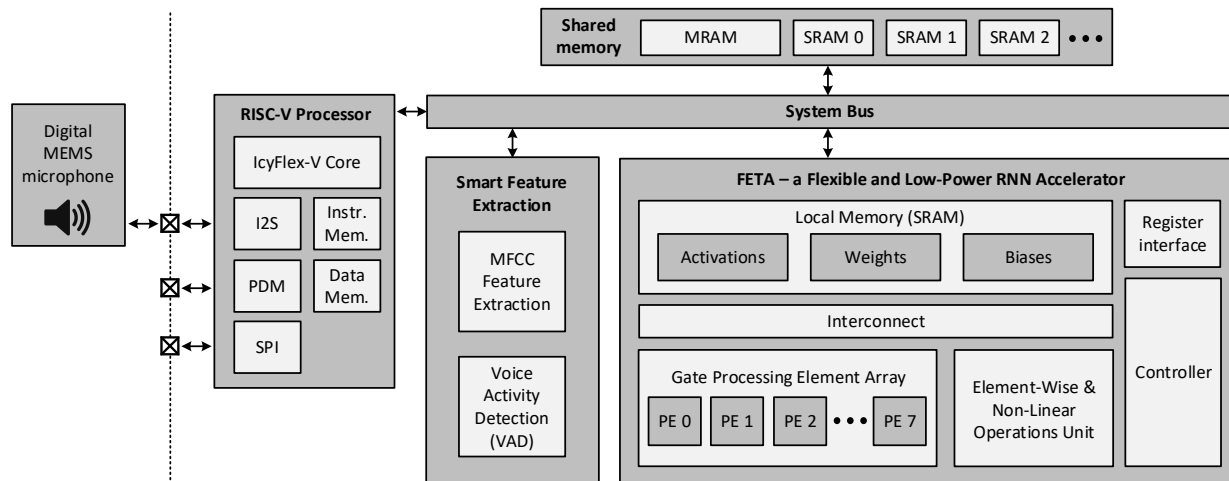 Shared
memory
MRAM
SRAM 0
SRAM 1
SRAM 2
System Bus
Digital
MEMS
microphone
RISC-V Processor
IcyFlex-V Core
I2S
Instr.
Mem.
PDM
Data
Mem.
SPI
Smart Feature
Extraction
MFCC
Feature
Extraction
Voice
Activity
Detection
(VAD)
FETA – a Flexible and Low-Power RNN Accelerator
Local Memory (SRAM)
Activations
Weights
Biases
Register
interface
Interconnect
Gate Processing Element Array
PE 0
PE 1
PE 2
PE 7
Element-Wise &
Non-Linear
Operations Unit
Controller